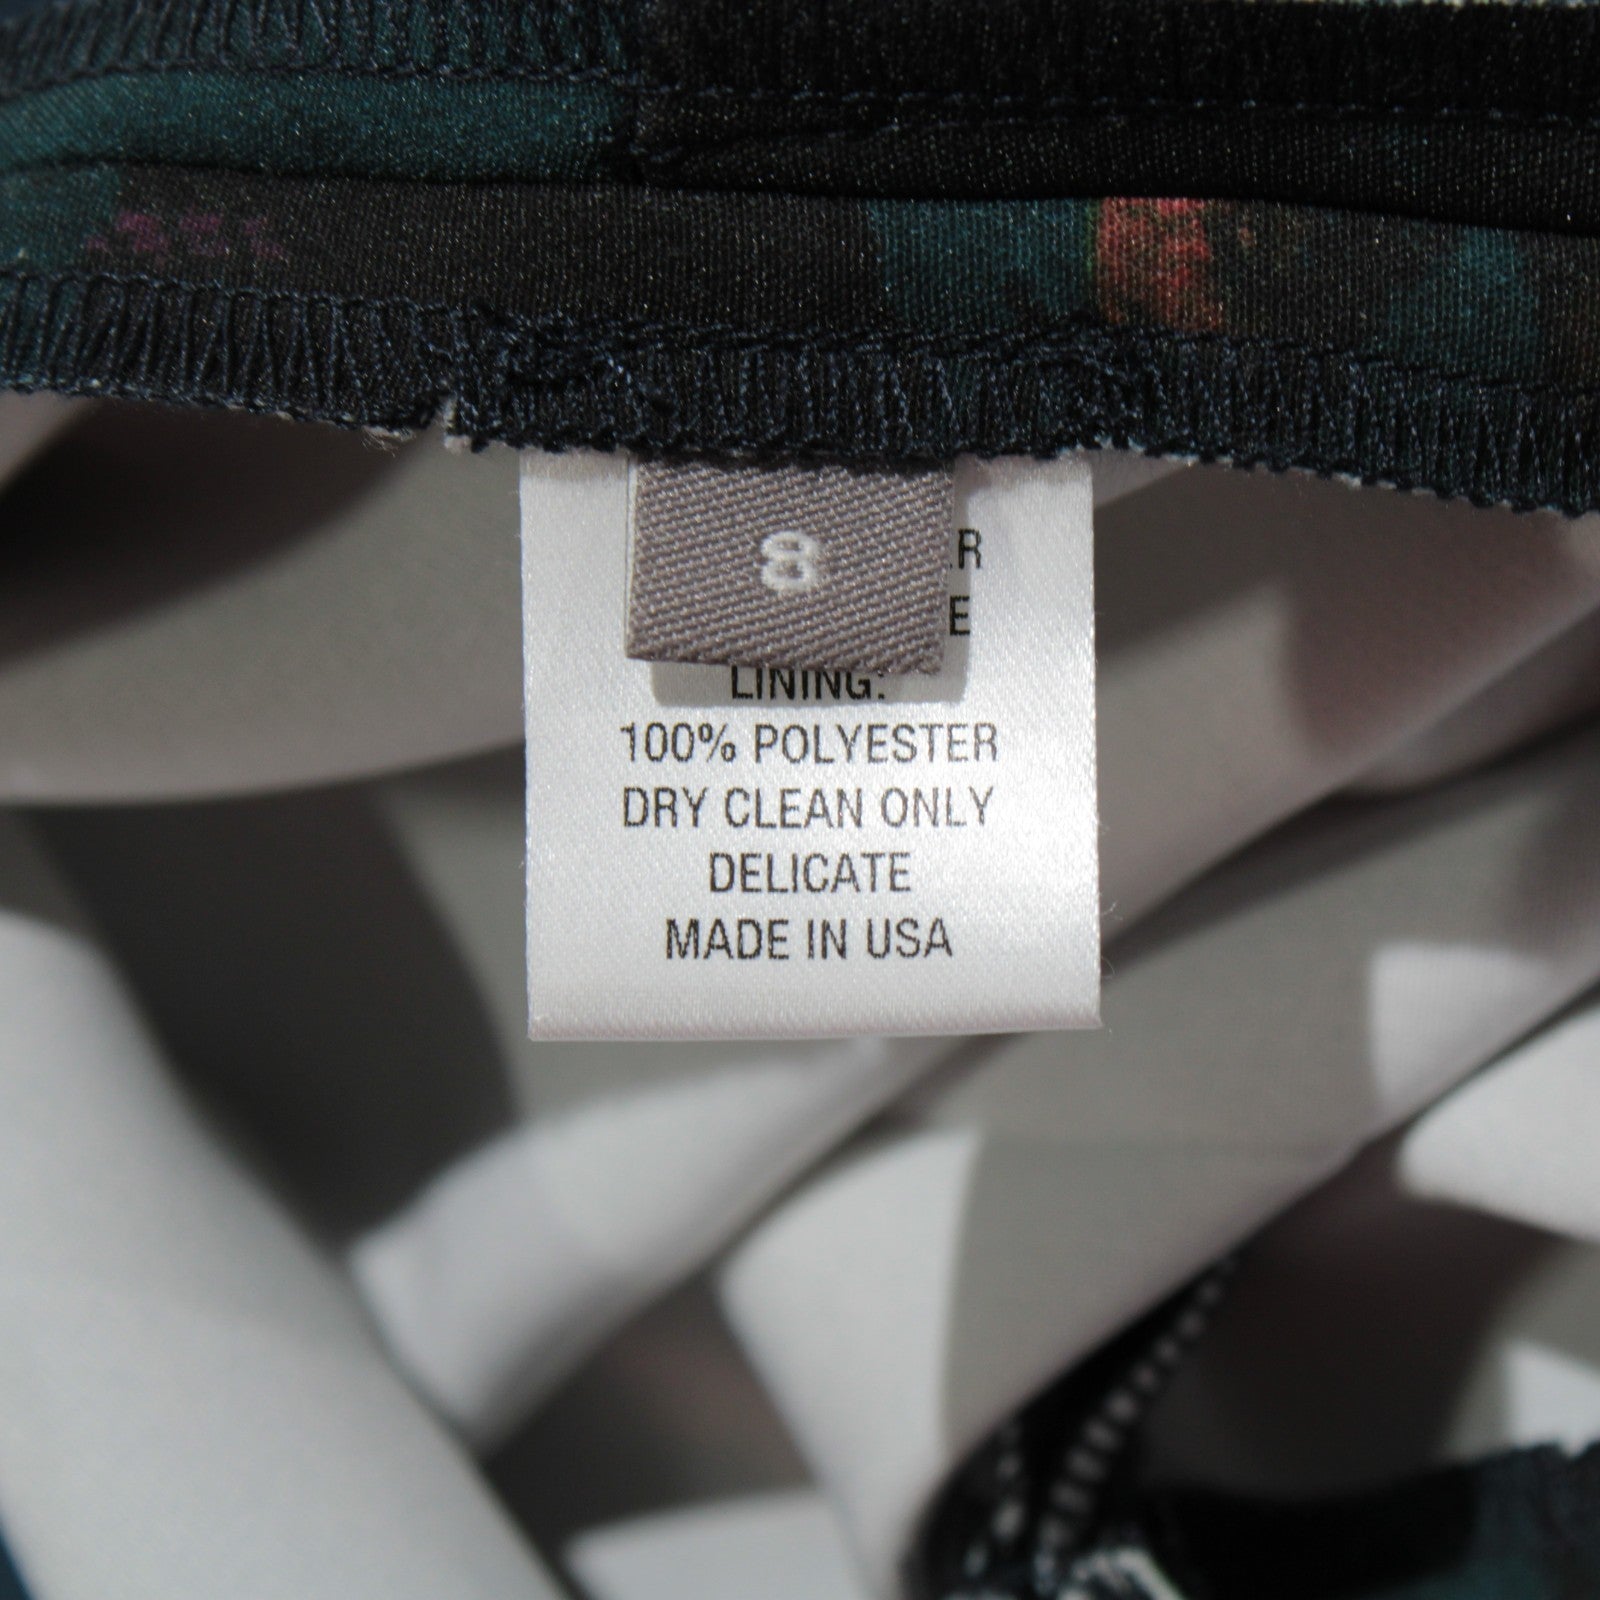 8
LINING:
100% POLYESTER
DRY CLEAN ONLY
DELICATE
MADE IN USA